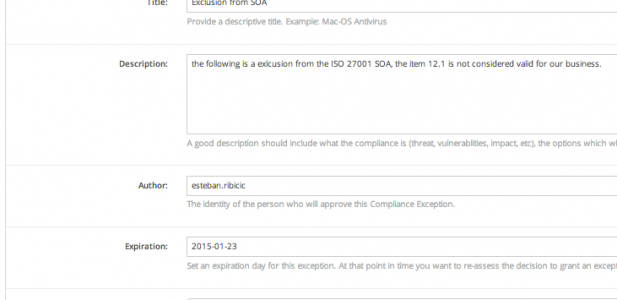 Title: Exclusion from SOA
Provide a descriptive title. Example: Mac-OS Antivirus
Description: the following is a exlcusion from the ISO 27001 SOA, the item 12.1 is not considered valid for our business.
A good description should include what the compliance is (threat, vulnerablities, impact, etc), the options which
Author: esteban.ribicic
The identity of the person who will approve this Compliance Exception.
Expiration: 2015-01-23
Set an expiration day for this exception. At that point in time you want to re-assess the decision to grant an